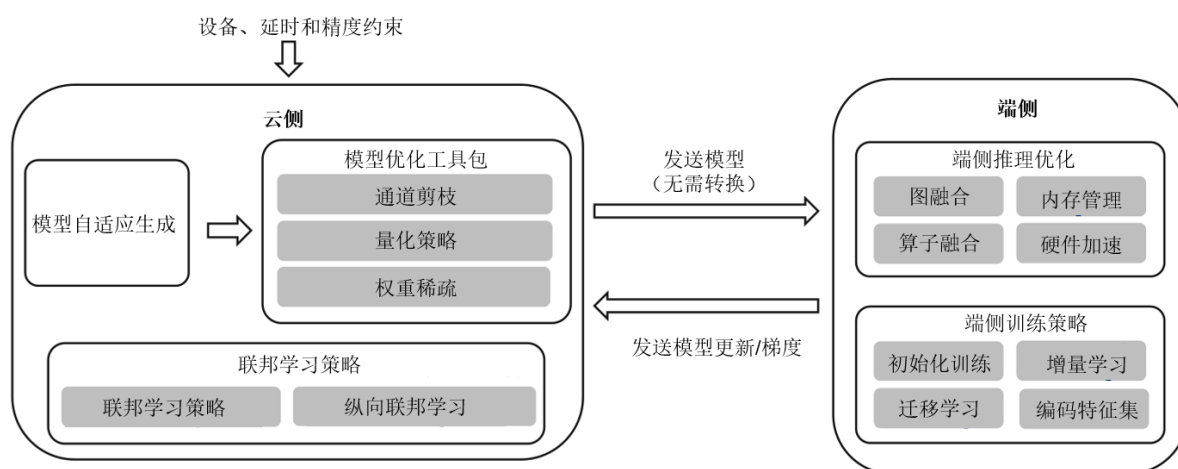 设备、延时和精度约束
云侧
模型自适应生成
模型优化工具包
通道剪枝
量化策略
权重稀疏
联邦学习策略
联邦学习策略
纵向联邦学习
发送模型
（无需转换）
发送模型更新/梯度
端侧
端侧推理优化
图融合
内存管理
算子融合
硬件加速
端侧训练策略
初始化训练
增量学习
迁移学习
编码特征集